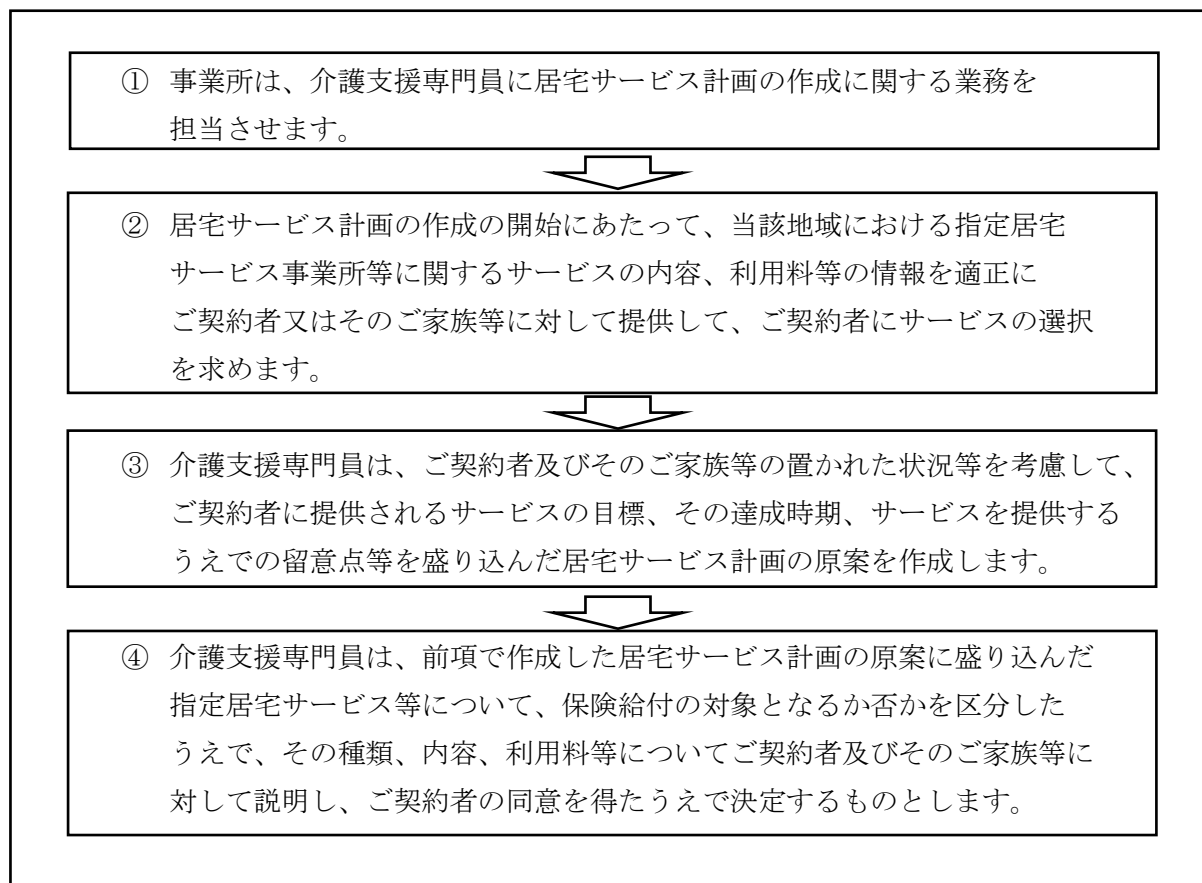 ① 事業所は、介護支援専門員に居宅サービス計画の作成に関する業務を
担当させます。
② 居宅サービス計画の作成の開始にあたって、当該地域における指定居宅
サービス事業所等に関するサービスの内容、利用料等の情報を適正に
ご契約者又はそのご家族等に対して提供して、ご契約者にサービスの選択
を求めます。
③ 介護支援専門員は、ご契約者及びそのご家族等の置かれた状況等を考慮して、
ご契約者に提供されるサービスの目標、その達成時期、サービスを提供する
うえでの留意点等を盛り込んだ居宅サービス計画の原案を作成します。
④ 介護支援専門員は、前項で作成した居宅サービス計画の原案に盛り込んだ
指定居宅サービス等について、保険給付の対象となるか否かを区分した
うえで、その種類、内容、利用料等についてご契約者及びそのご家族等に
対して説明し、ご契約者の同意を得たうえで決定するものとします。